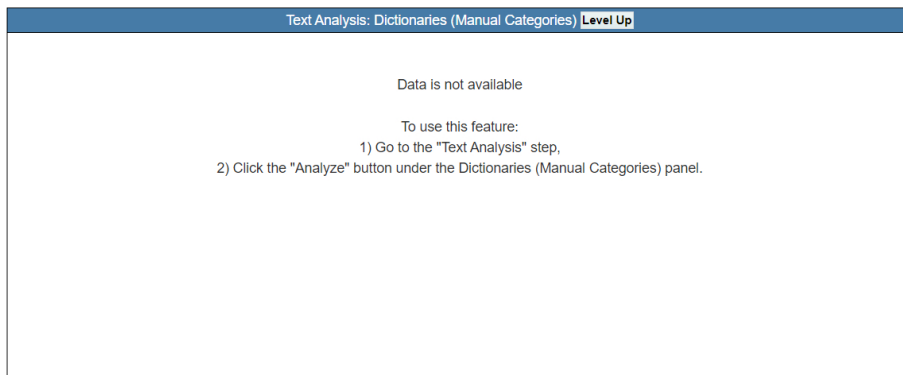 Text Analysis: Dictionaries (Manual Categories) Level Up
Data is not available
To use this feature:
1) Go to the "Text Analysis" step,
2) Click the "Analyze" button under the Dictionaries (Manual Categories) panel.